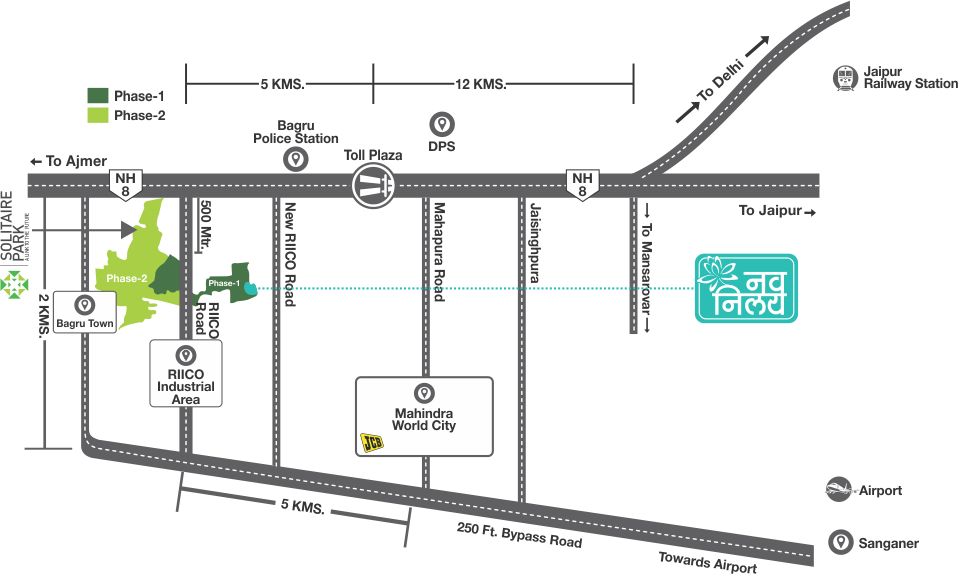 To Delhi
Jaipur
Railway Station
5 KMS.
12 KMS.
Phase-1
Phase-2
Bagru
Police Station
DPS
Toll Plaza
← To Ajmer
NH
8
NH
8
To Jaipur →
SOLITAIRE
PARK
500 Mtr.
New RIICO Road
Mahapura Road
Jaisinghpura
← To Mansarovar →
Phase-2
Phase-1
नव
निलय
2 KMS.
Bagru Town
RIICO
Road
RIICO
Industrial
Area
Mahindra
World City
JCB
5 KMS.
250 Ft. Bypass Road
Towards Airport
Airport
Sanganer